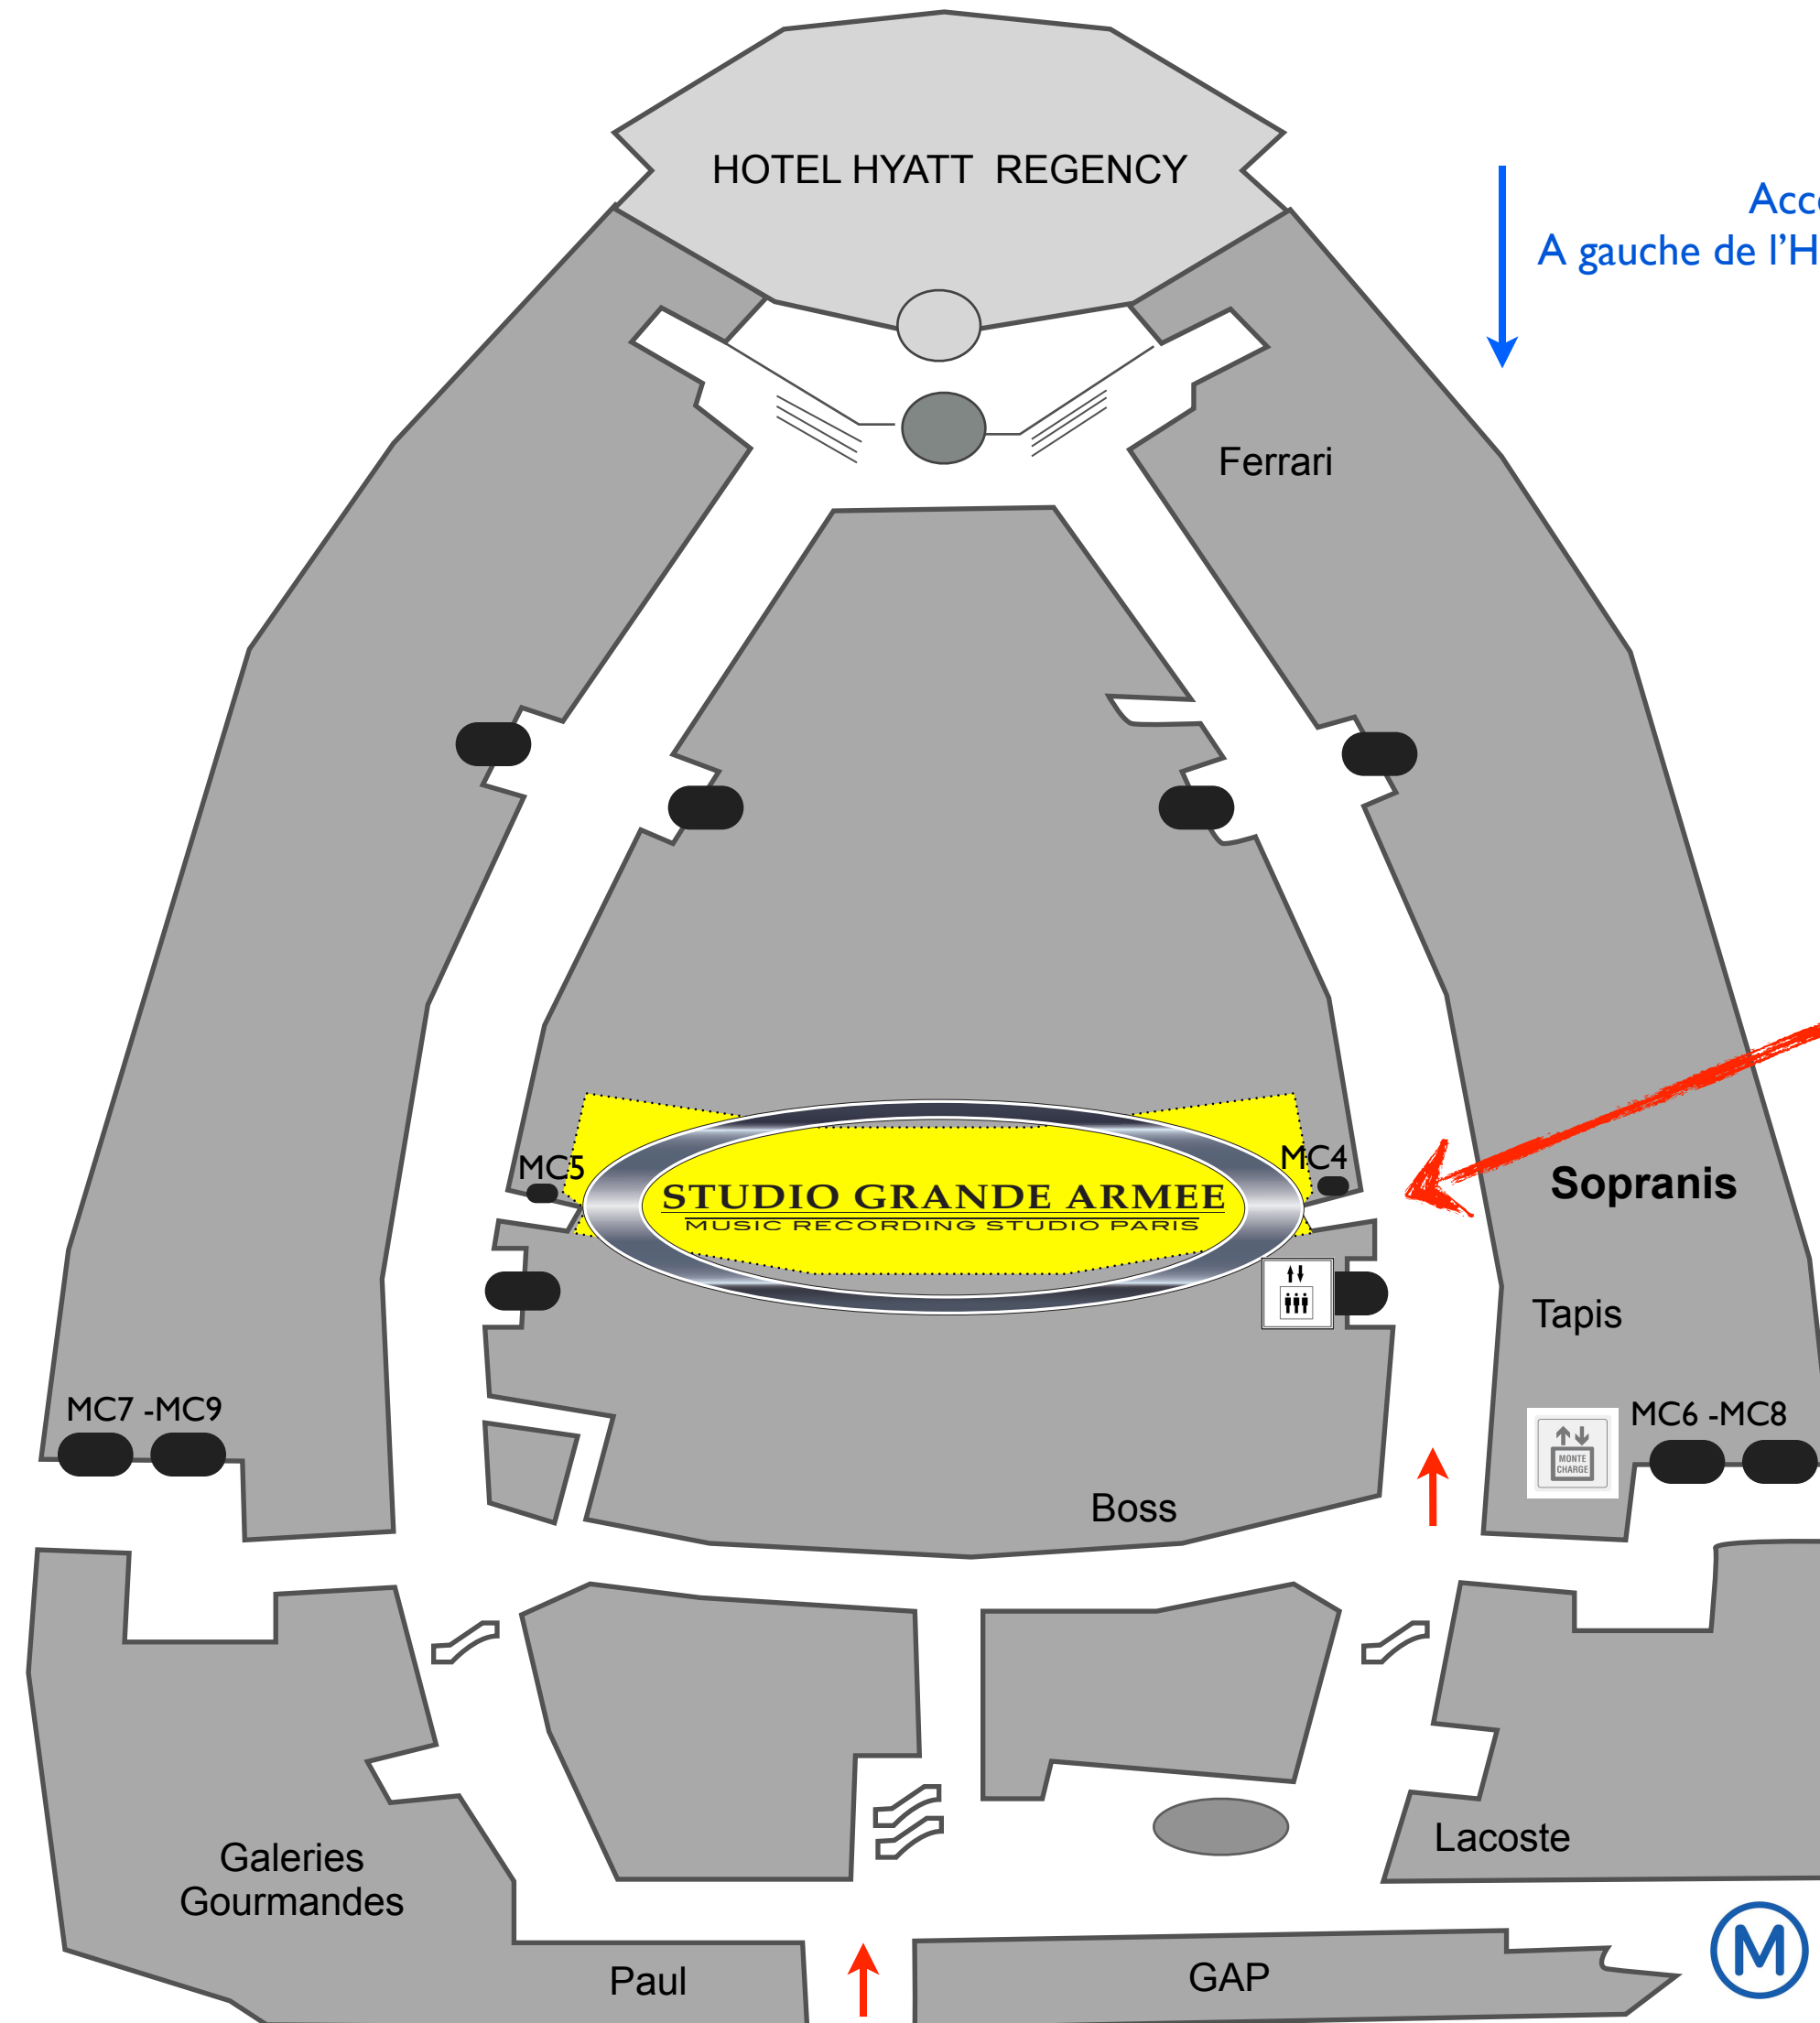 HOTEL HYATT REGENCY
A gauche de l'H
Ferrari
MC5
MC4
STUDIO GRANDE ARMEE
MUSIC RECORDING STUDIO PARIS
Sopranis
Tapis
MC7 -MC9
MC6 -MC8
MONTE
CHARGE
Boss
Lacoste
Galeries
Gourmandes
Paul
GAP
M